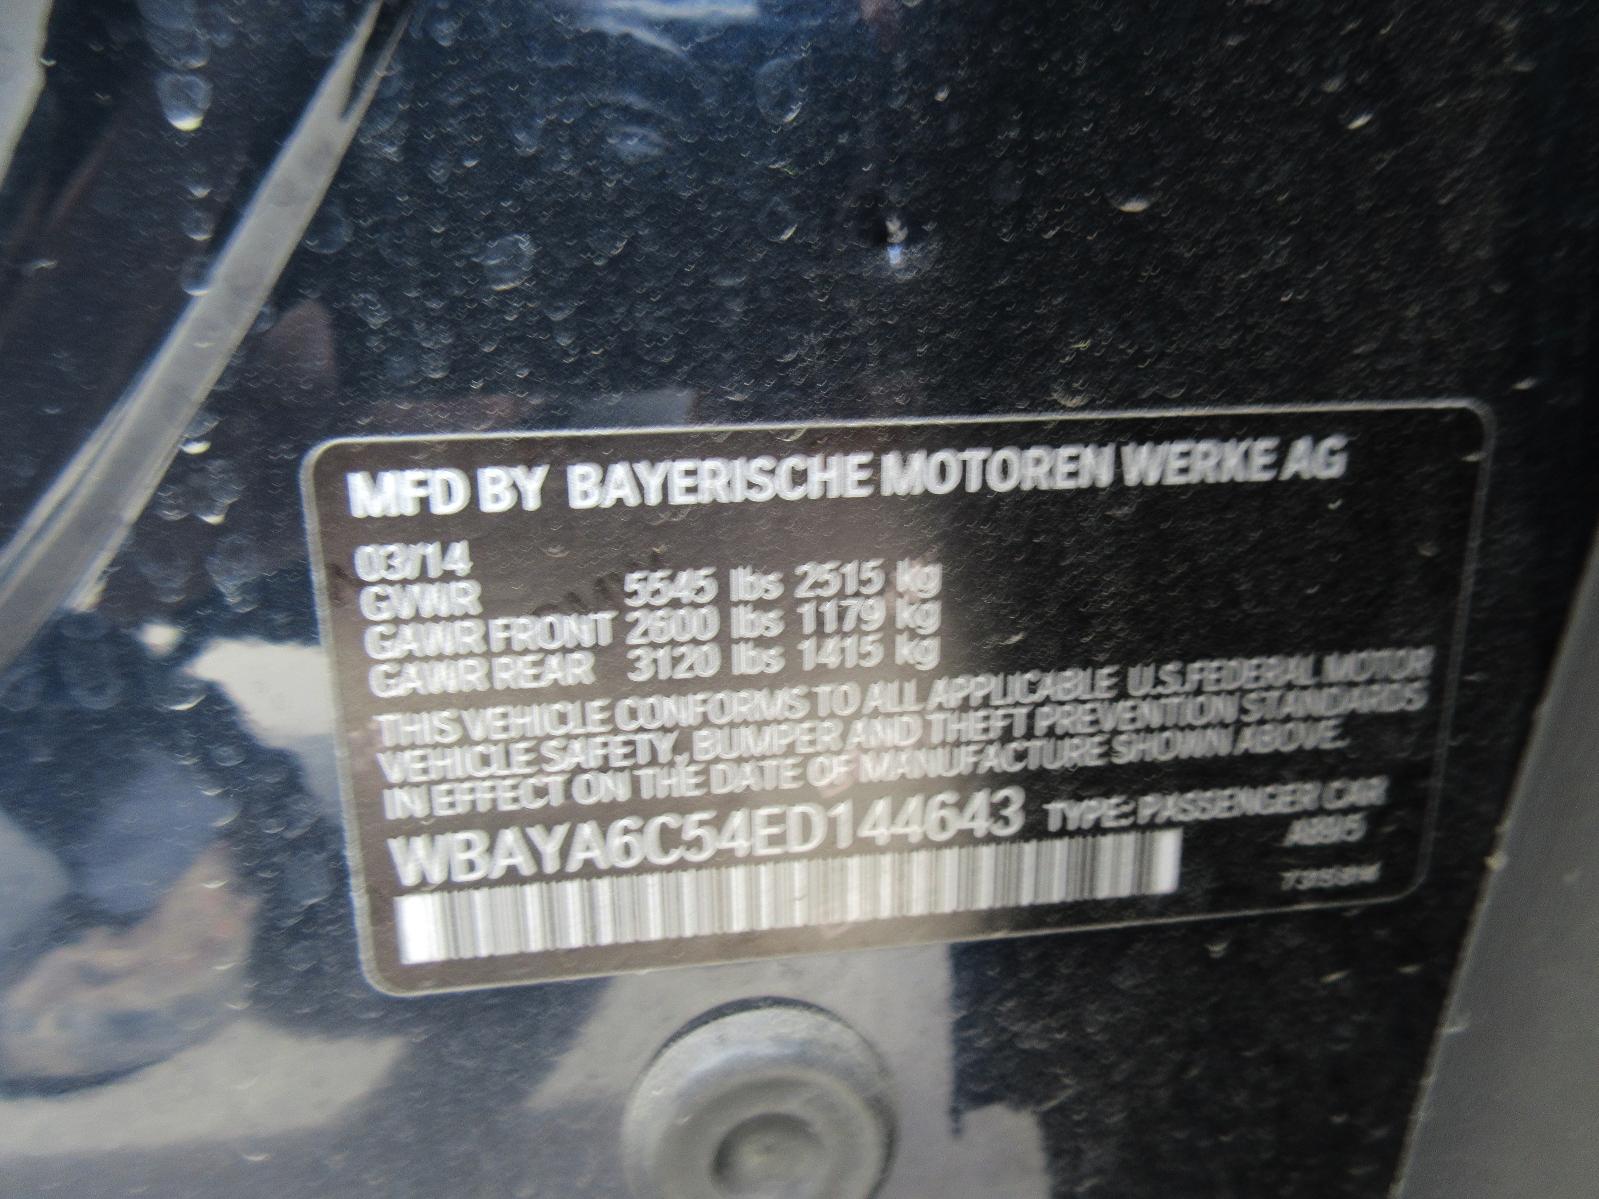 MFD BY BAYERISCHE MOTOREN WERKE AG
03/14
GVWR 5545 lbs 2515 kg
GAWR FRONT 2600 lbs 1179 kg
GAWR REAR 3120 lbs 1415 kg
THIS VEHICLE CONFORMS TO ALL APPLICABLE U.S.FEDERAL MOTOR
VEHICLE SAFETY, BUMPER AND THEFT PREVENTION STANDARDS
IN EFFECT ON THE DATE OF MANUFACTURE SHOWN ABOVE.
WBAYA6C54ED144643 TYPE: PASSENGER CAR